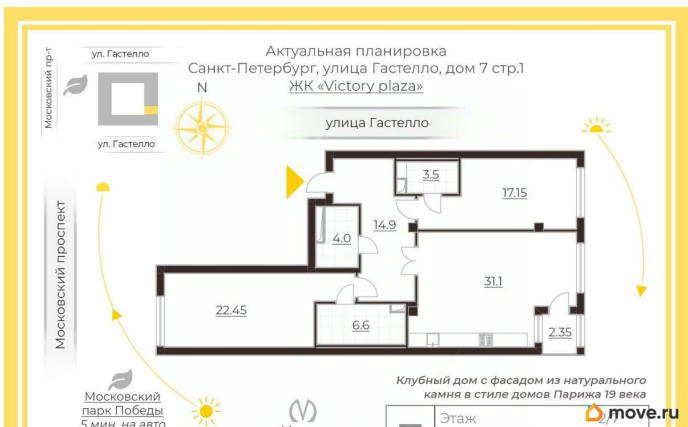 ул. Гастелло
Московский пр-т
ул. Гастелло
Актуальная планировка
Санкт-Петербург, улица Гастелло, дом 7 стр.1
ЖК «Victory plaza»
N
улица Гастелло
3.5
17.15
14.9
4.0
31.1
22.45
6.6
2.35
Московский проспект
Клубный дом с фасадом из натурального
камня в стиле домов Парижа 19 века
Московский
парк Победы
5 мин. на авто
Этаж
move.ru